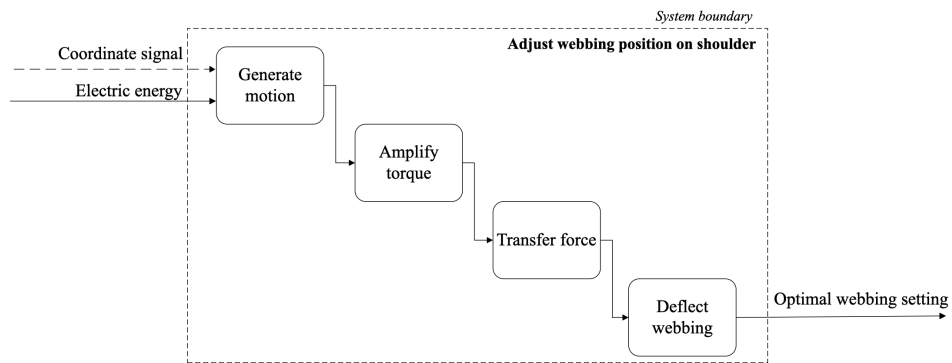 System boundary
Adjust webbing position on shoulder
Coordinate signal
Electric energy
Generate
motion
Amplify
torque
Transfer force
Deflect
webbing
Optimal webbing setting